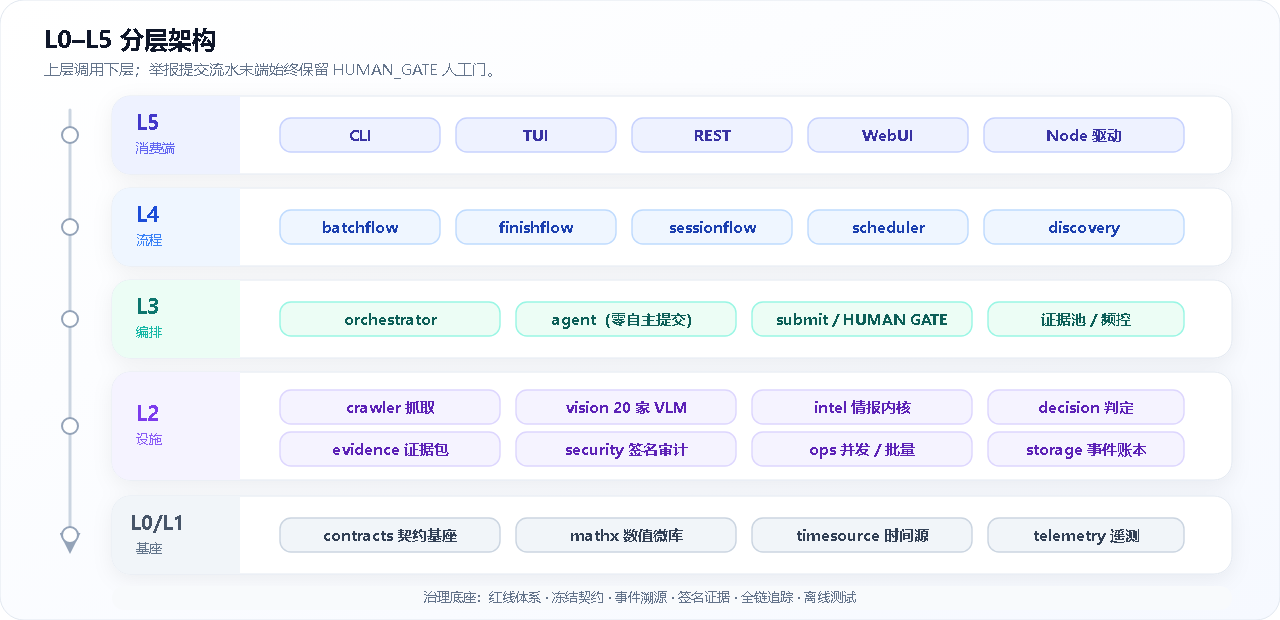 L0–L5 分层架构
上层调用下层；举报提交流水末端始终保留 HUMAN_GATE 人工门。
L5
消费端
CLI
TUI
REST
WebUI
Node 驱动
L4
流程
batchflow
finishflow
sessionflow
scheduler
discovery
L3
编排
orchestrator
agent（零自主提交）
submit / HUMAN GATE
证据池 / 频控
L2
设施
crawler 抓取
vision 20 家 VLM
intel 情报内核
decision 判定
evidence 证据包
security 签名审计
ops 并发 / 批量
storage 事件账本
L0/L1
基座
contracts 契约基座
mathx 数值微库
timesource 时间源
telemetry 遥测
治理底座：红线体系 · 冻结契约 · 事件溯源 · 签名证据 · 全链追踪 · 离线测试